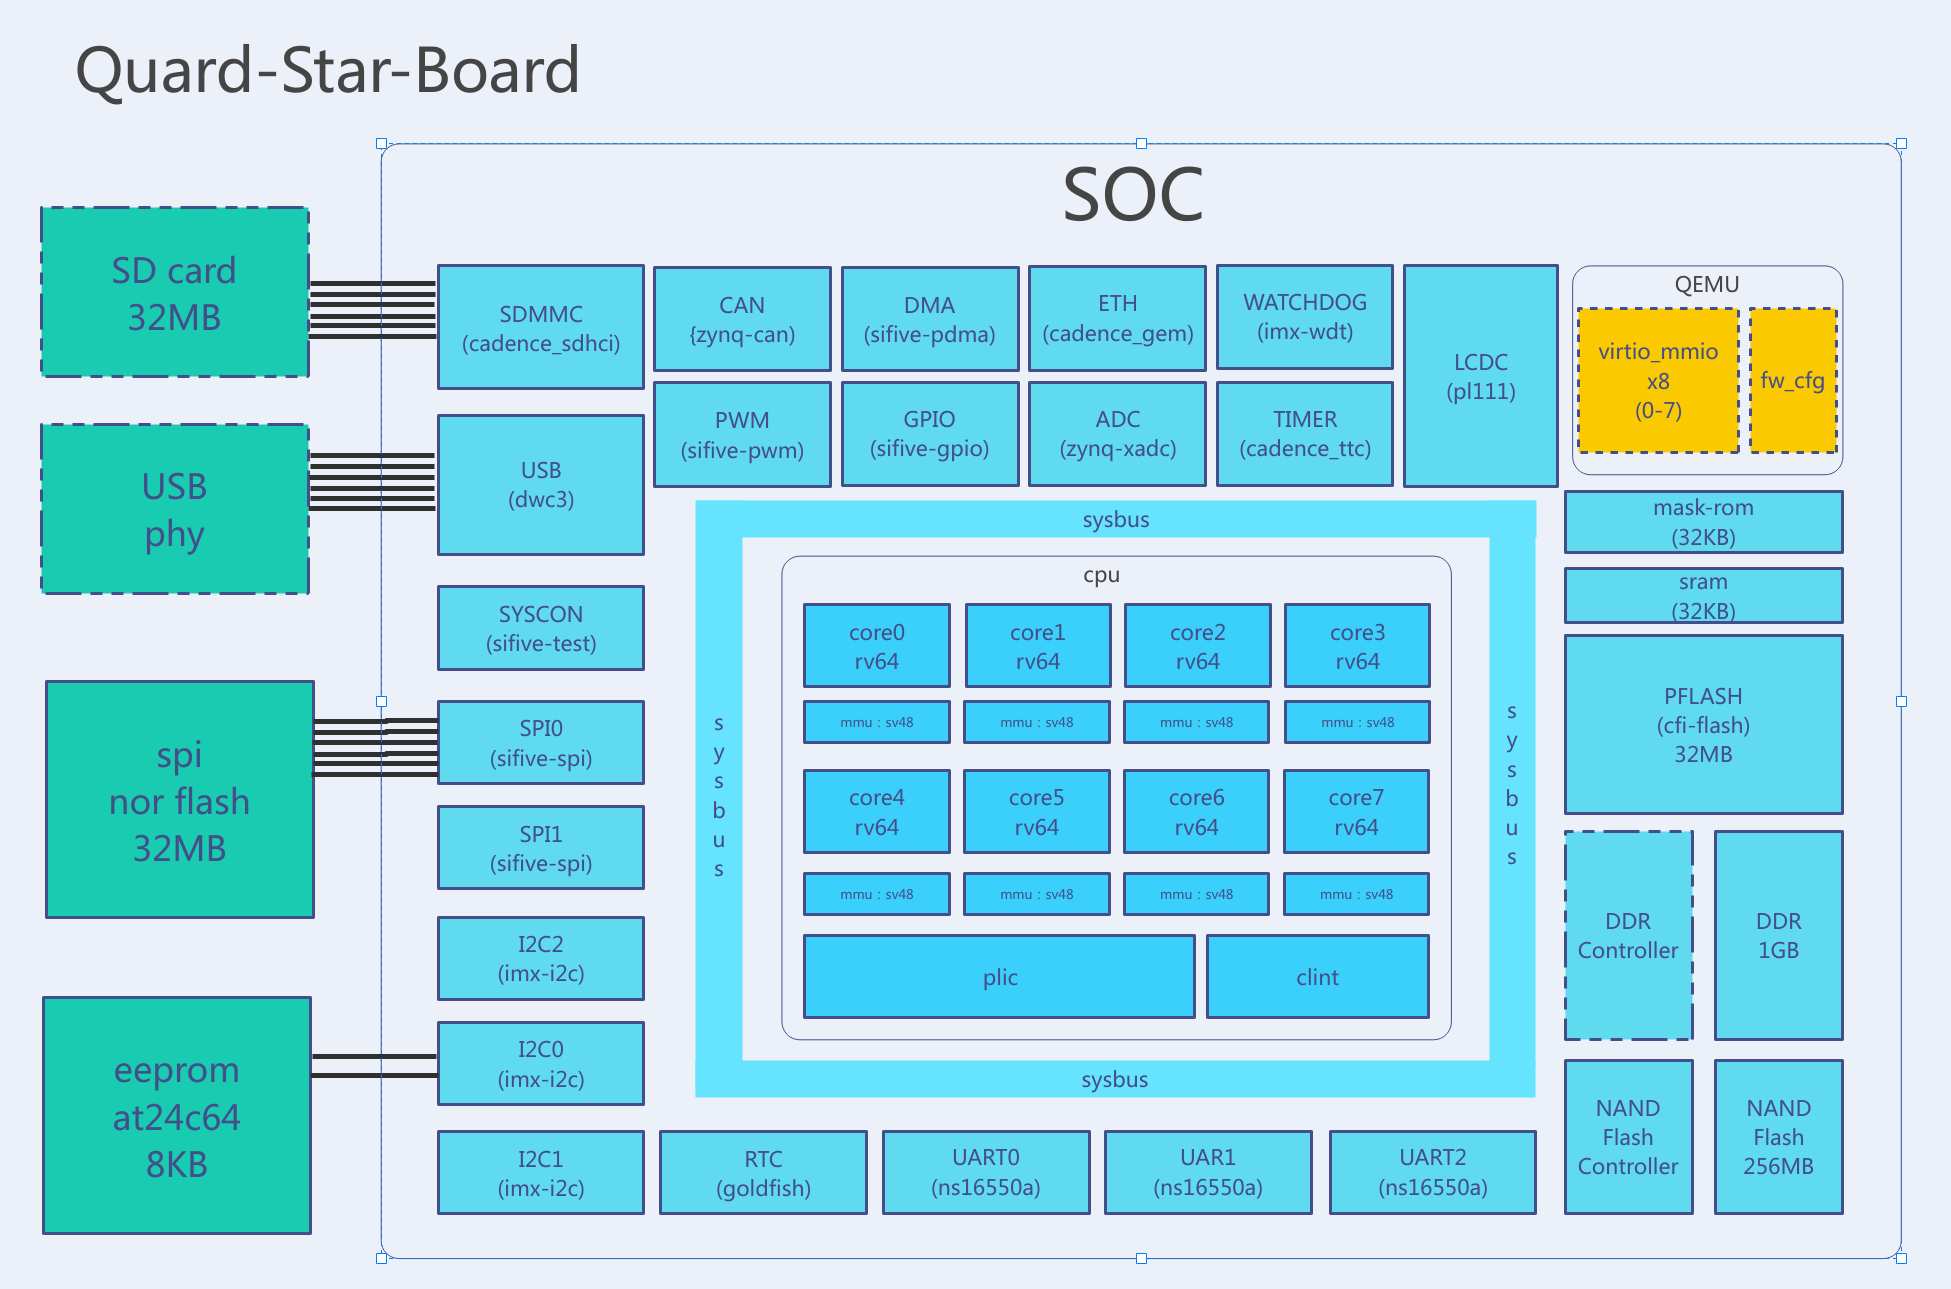 Quard-Star-Board
SOC
SD card
32MB
USB
phy
spi
nor flash
32MB
eeprom
at24c64
8KB
SDMMC
(cadence_sdhci)
USB
(dwc3)
SYSCON
(sifive-test)
SPI0
(sifive-spi)
SPI1
(sifive-spi)
I2C2
(imx-i2c)
I2C0
(imx-i2c)
I2C1
(imx-i2c)
CAN
{zynq-can)
DMA
(sifive-pdma)
ETH
(cadence_gem)
WATCHDOG
(imx-wdt)
PWM
(sifive-pwm)
GPIO
(sifive-gpio)
ADC
(zynq-xadc)
TIMER
(cadence_ttc)
LCDC
(pl111)
QEMU
virtio_mmio
x8
(0-7)
fw_cfg
sysbus
sysbus
cpu
core0
rv64
core1
rv64
core2
rv64
core3
rv64
mmu : sv48
mmu : sv48
mmu : sv48
mmu : sv48
core4
rv64
core5
rv64
core6
rv64
core7
rv64
mmu : sv48
mmu : sv48
mmu : sv48
mmu : sv48
plic
clint
sysbus
sysbus
mask-rom
(32KB)
sram
(32KB)
PFLASH
(cfi-flash)
32MB
DDR
Controller
DDR
1GB
NAND
Flash
Controller
NAND
Flash
256MB
RTC
(goldfish)
UART0
(ns16550a)
UAR1
(ns16550a)
UART2
(ns16550a)